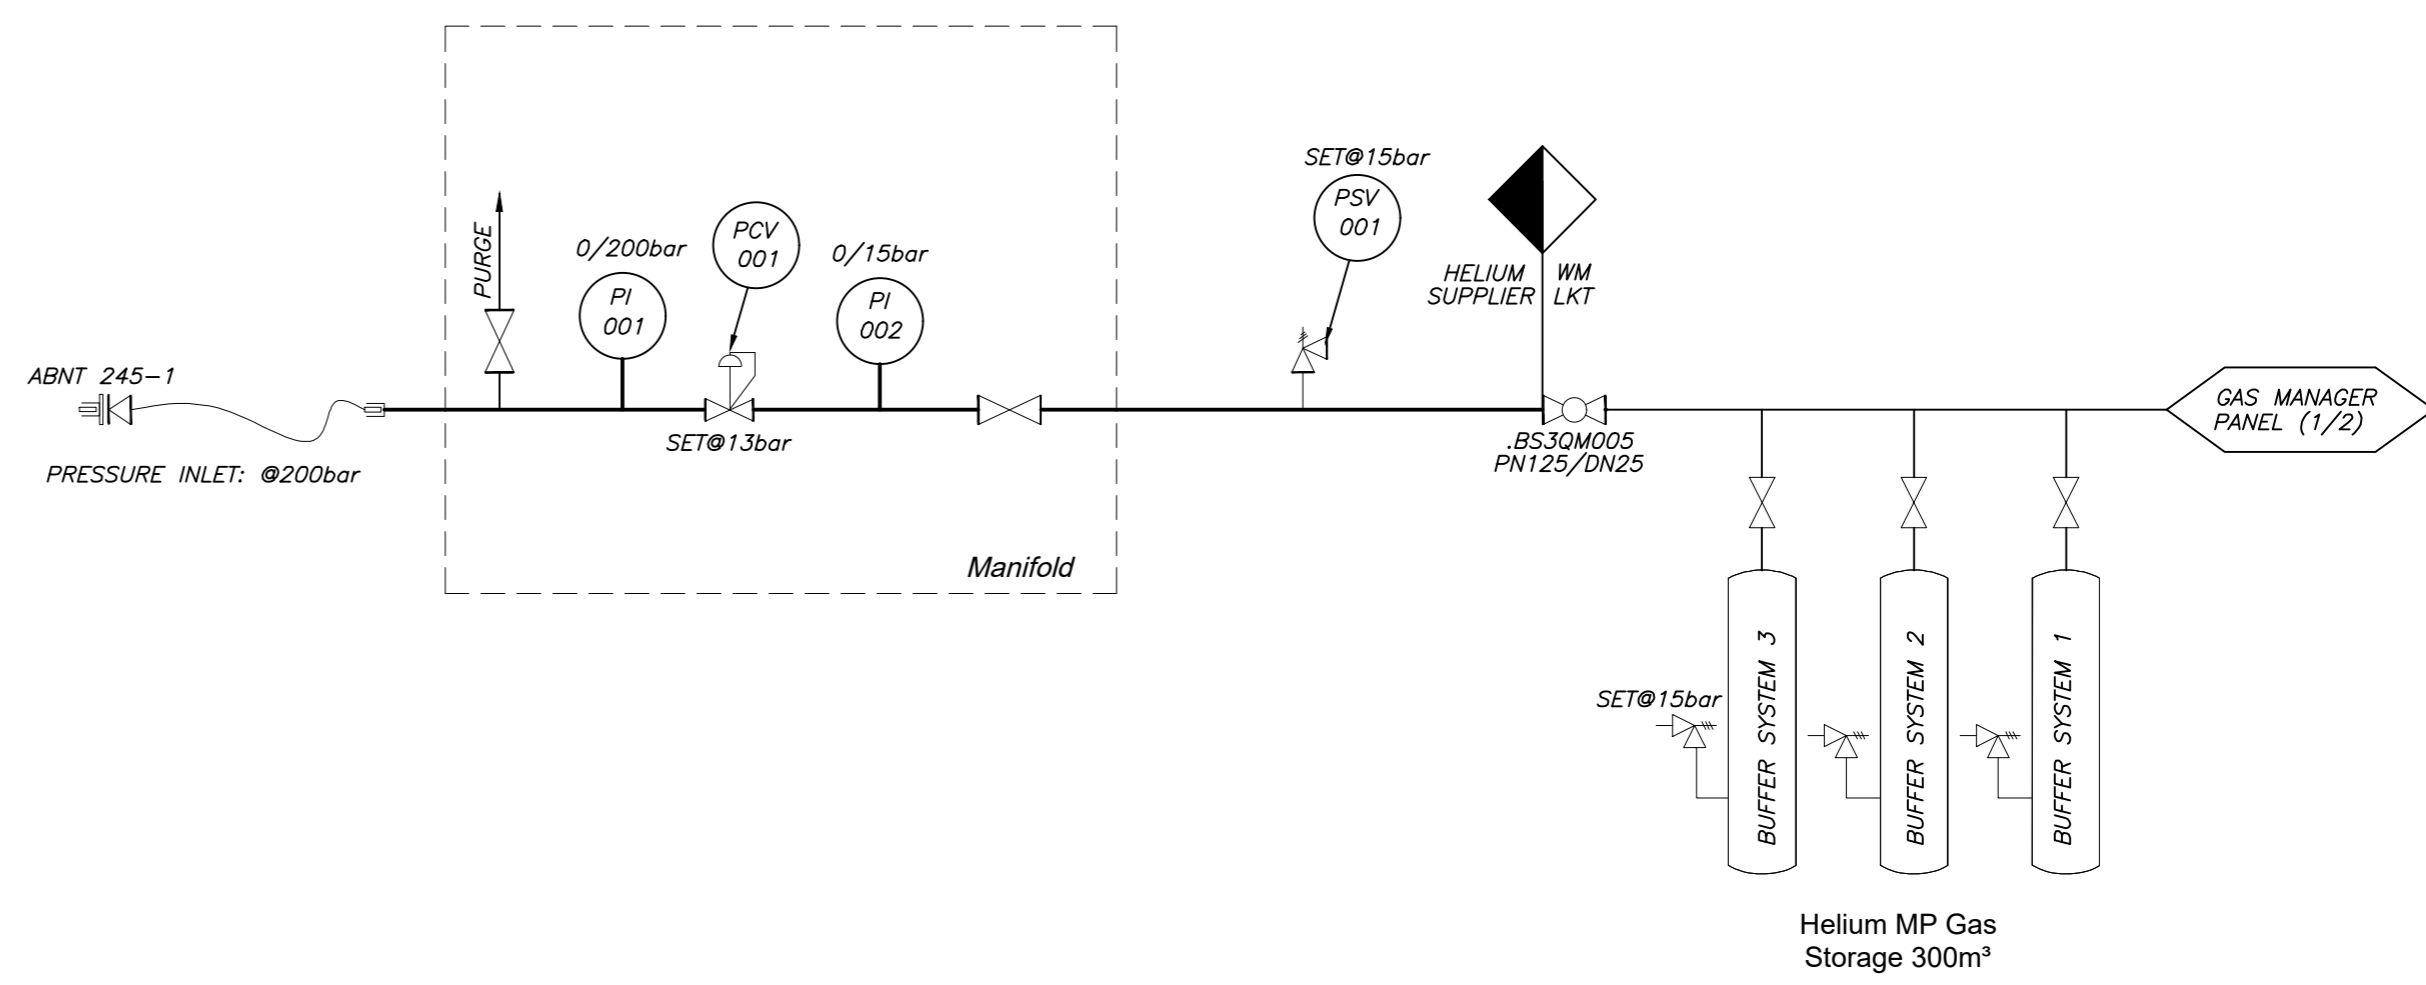 SET@15bar
PSV
001
PURGE
0/200bar
PI
001
PCV
001
SET@13bar
0/15bar
PI
002
HELIUM
SUPPLIER
WM
LKT
ABNT 245-1
PRESSURE INLET: @200bar
Manifold
.BS3QM005
PN125/DN25
GAS MANAGER
PANEL (1/2)
SET@15bar
BUFFER SYSTEM 3
BUFFER SYSTEM 2
BUFFER SYSTEM 1
Helium MP Gas
Storage 300m³